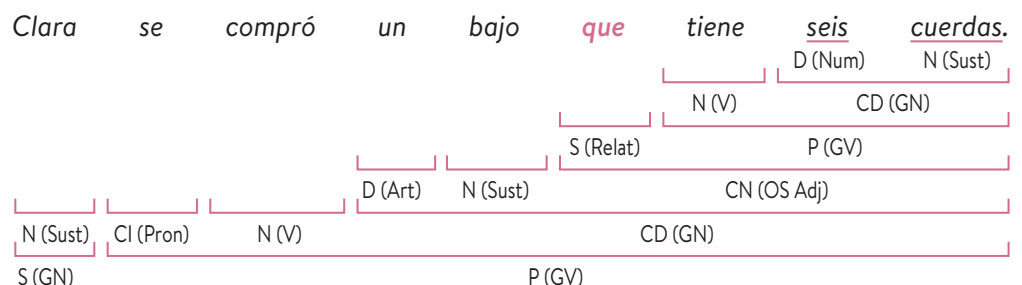 Clara se compró un bajo que tiene seis cuerdas.
D (Num) N (Sust)
N (V) CD (GN)
S (Relat) P (GV)
D (Art) N (Sust) CN (OS Adj)
N (Sust) CI (Pron) N (V) CD (GN)
S (GN) P (GV)